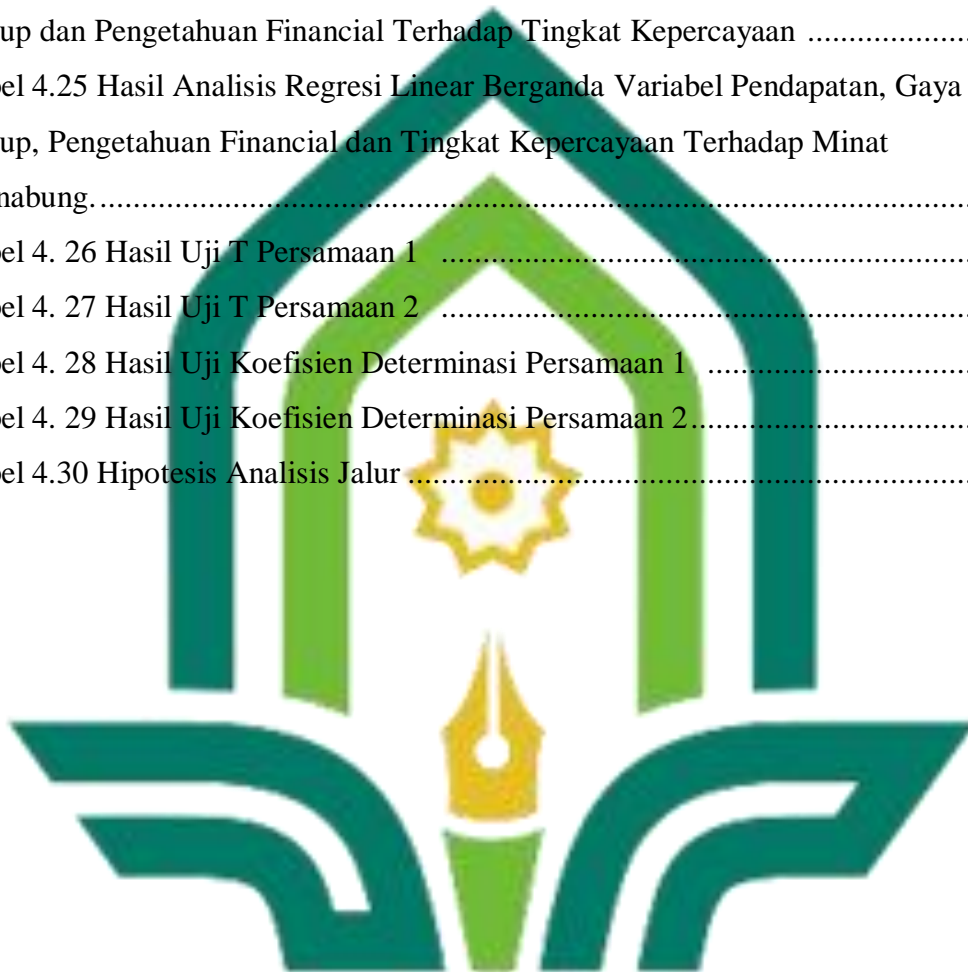 up dan Pengetahuan Financial Terhadap Tingkat Kepercayaan ..................
el 4.25 Hasil Analisis Regresi Linear Berganda Variabel Pendapatan, Gaya
up, Pengetahuan Financial dan Tingkat Kepercayaan Terhadap Minat
nabung...................................................................................................
el 4. 26 Hasil Uji T Persamaan 1 ...........................................................
el 4. 27 Hasil Uji T Persamaan 2 ...........................................................
el 4. 28 Hasil Uji Koefisien Determinasi Persamaan 1 .............................
el 4. 29 Hasil Uji Koefisien Determinasi Persamaan 2...............................
el 4.30 Hipotesis Analisis Jalur ................................................................